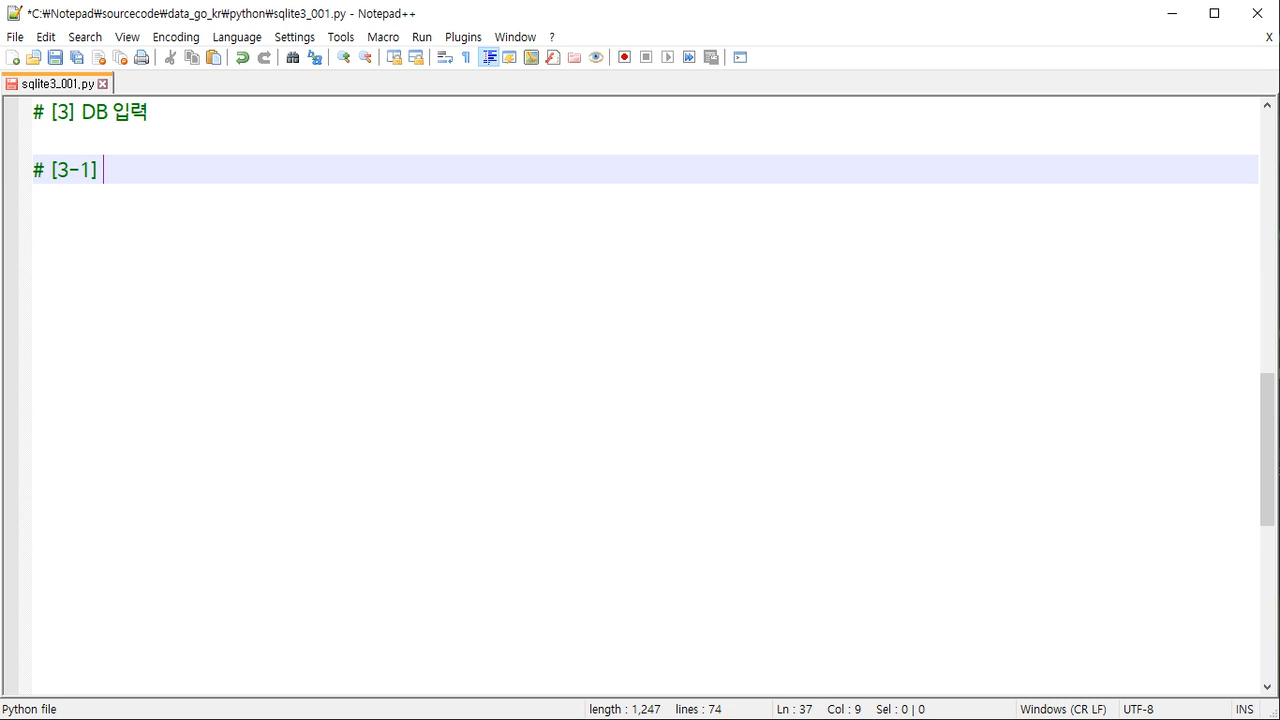 *C:₩Notepad₩sourcecode₩data_go_kr₩python₩sqlite3_001.py - Notepad++
File Edit Search View Encoding Language Settings Tools Macro Run Plugins Window ? X
sqlite3_001.py
# [3] DB 입력
# [3-1]
Python file length : 1,247 lines : 74 Ln : 37 Col : 9 Sel : 0 | 0 Windows (CR LF) UTF-8 INS